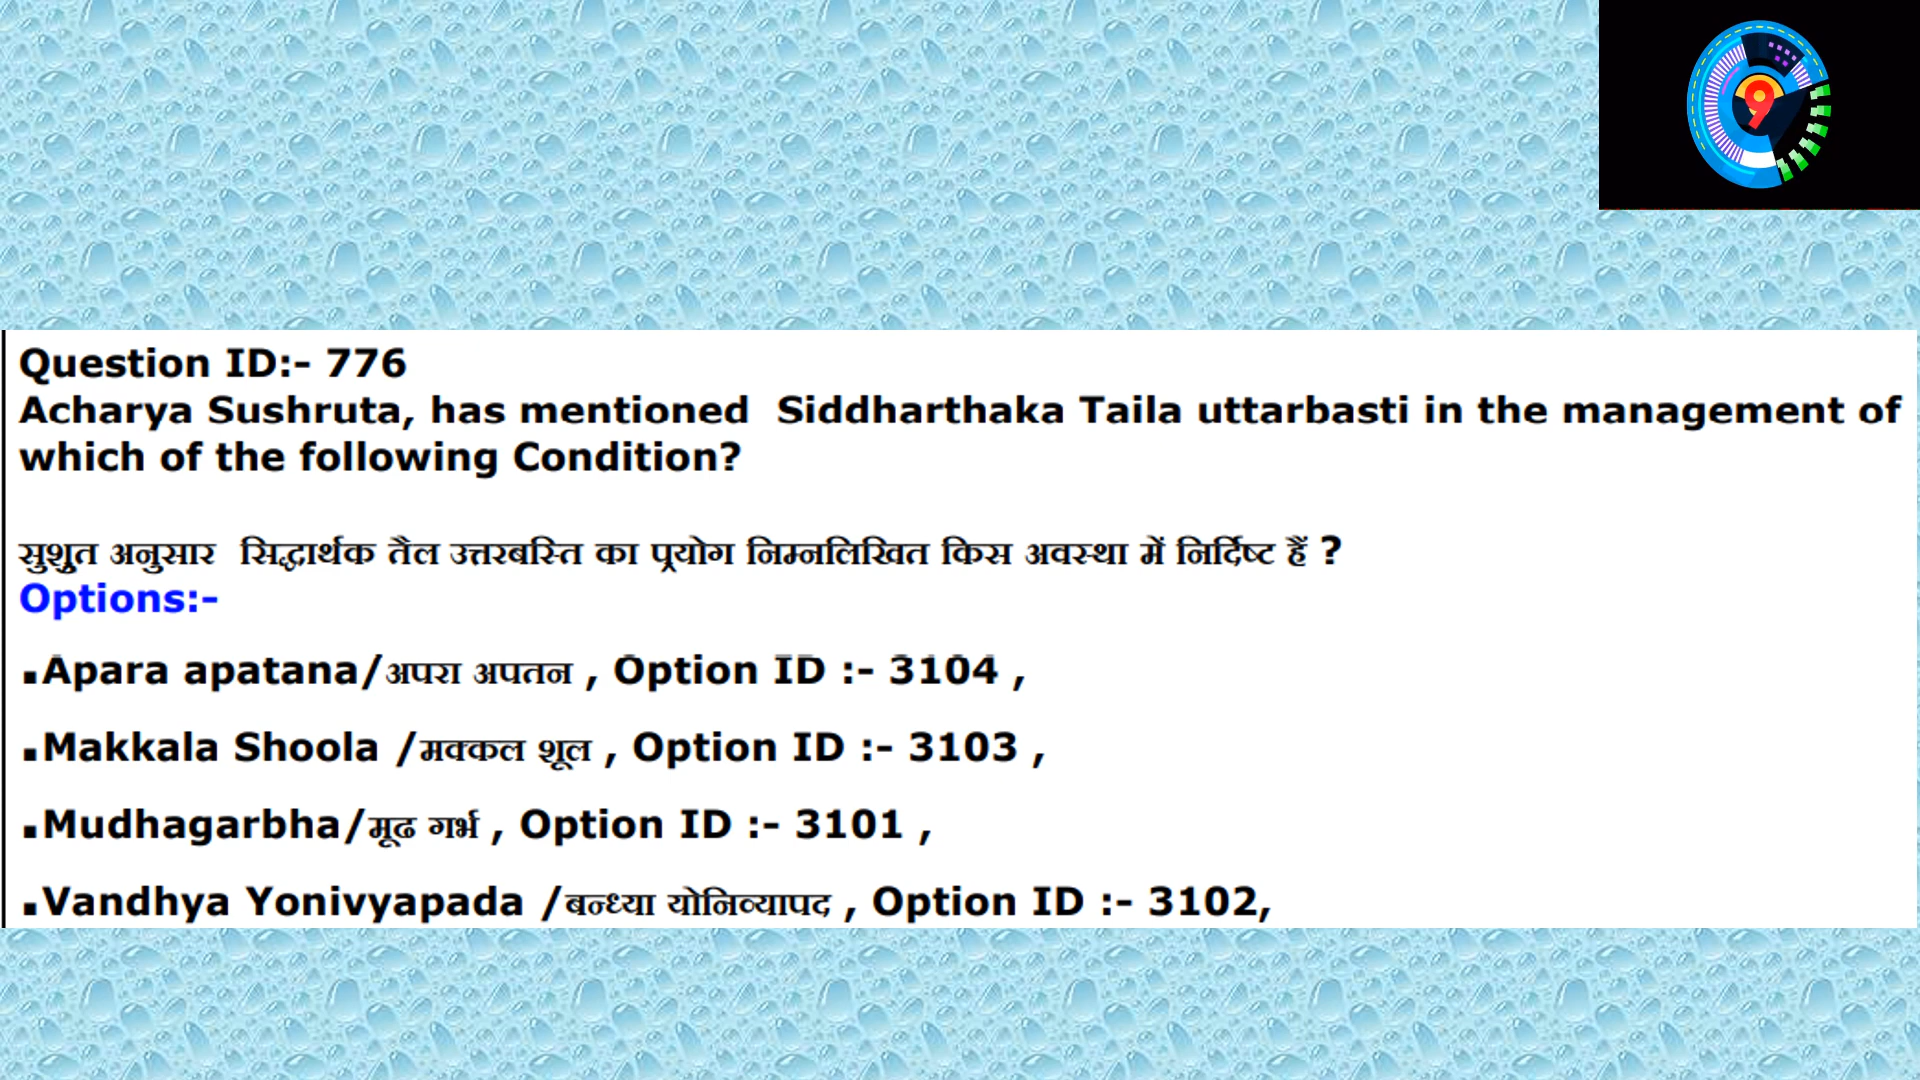 9
Question ID:- 776
Acharya Sushruta, has mentioned  Siddharthaka Taila uttarbasti in the management of
which of the following Condition?
सुश्रुत अनुसार  सिद्धार्थक तैल उत्तरबस्ति का प्रयोग निम्नलिखित किस अवस्था में निर्दिष्ट हैं ?
Options:-
▪Apara apatana/अपरा अपतन , Option ID :- 3104 ,
▪Makkala Shoola /मक्कल शूल , Option ID :- 3103 ,
▪Mudhagarbha/मूढ गर्भ , Option ID :- 3101 ,
▪Vandhya Yonivyapada /बन्ध्या योनिव्यापद , Option ID :- 3102,